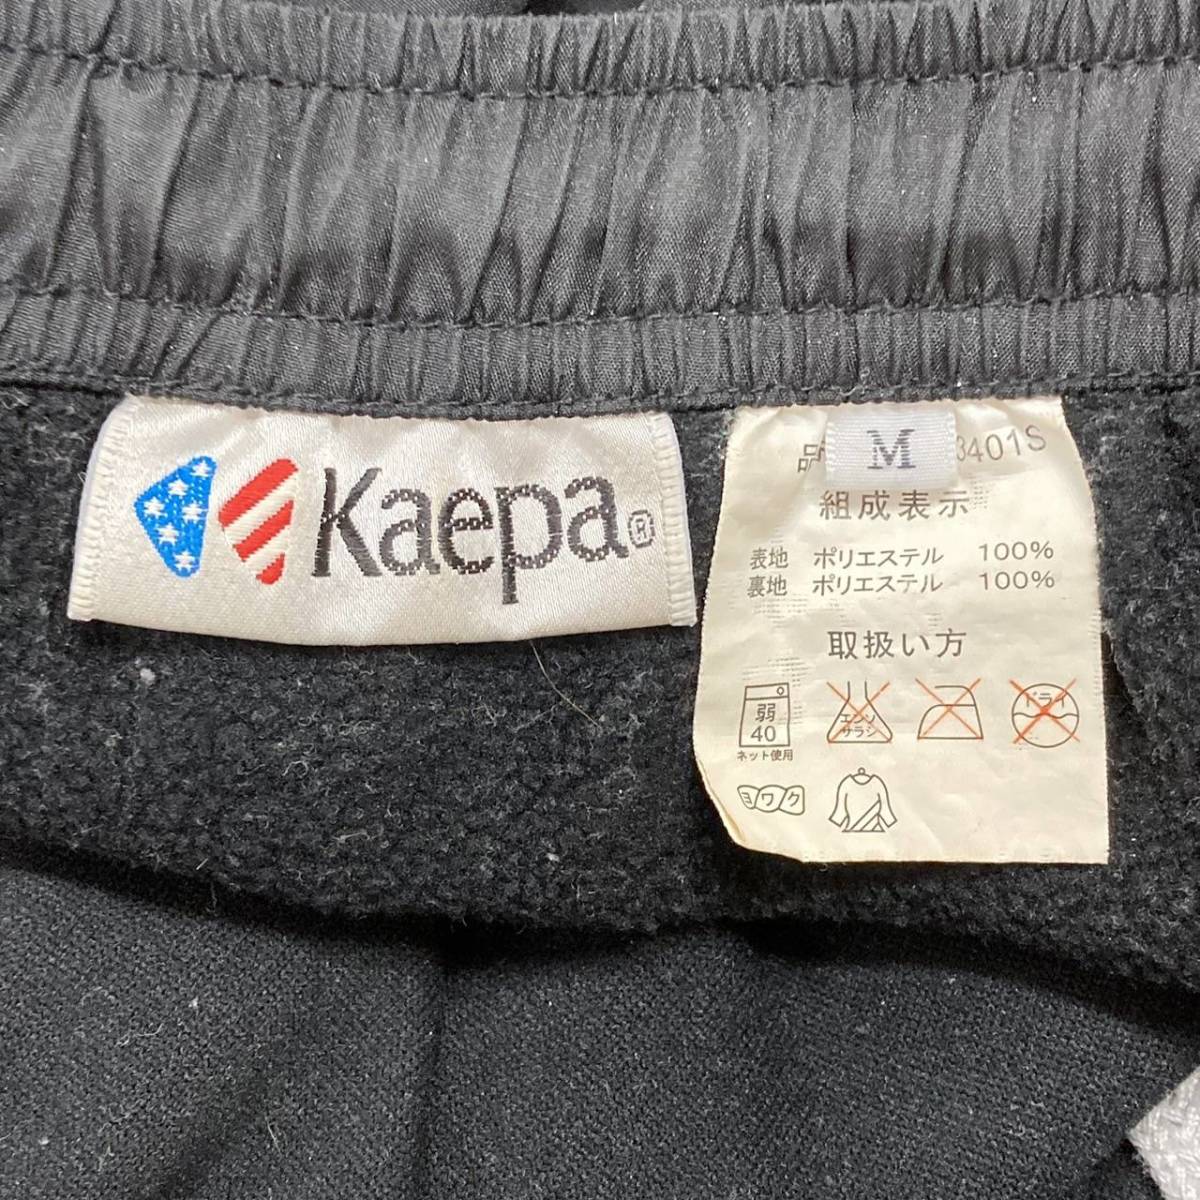 Kaepa®
M
品 3401S
組成表示
表地 ポリエステル 100%
裏地 ポリエステル 100%
取扱い方
弱
40
ネット使用
エンソ
サラシ
ドライ
ヨワク